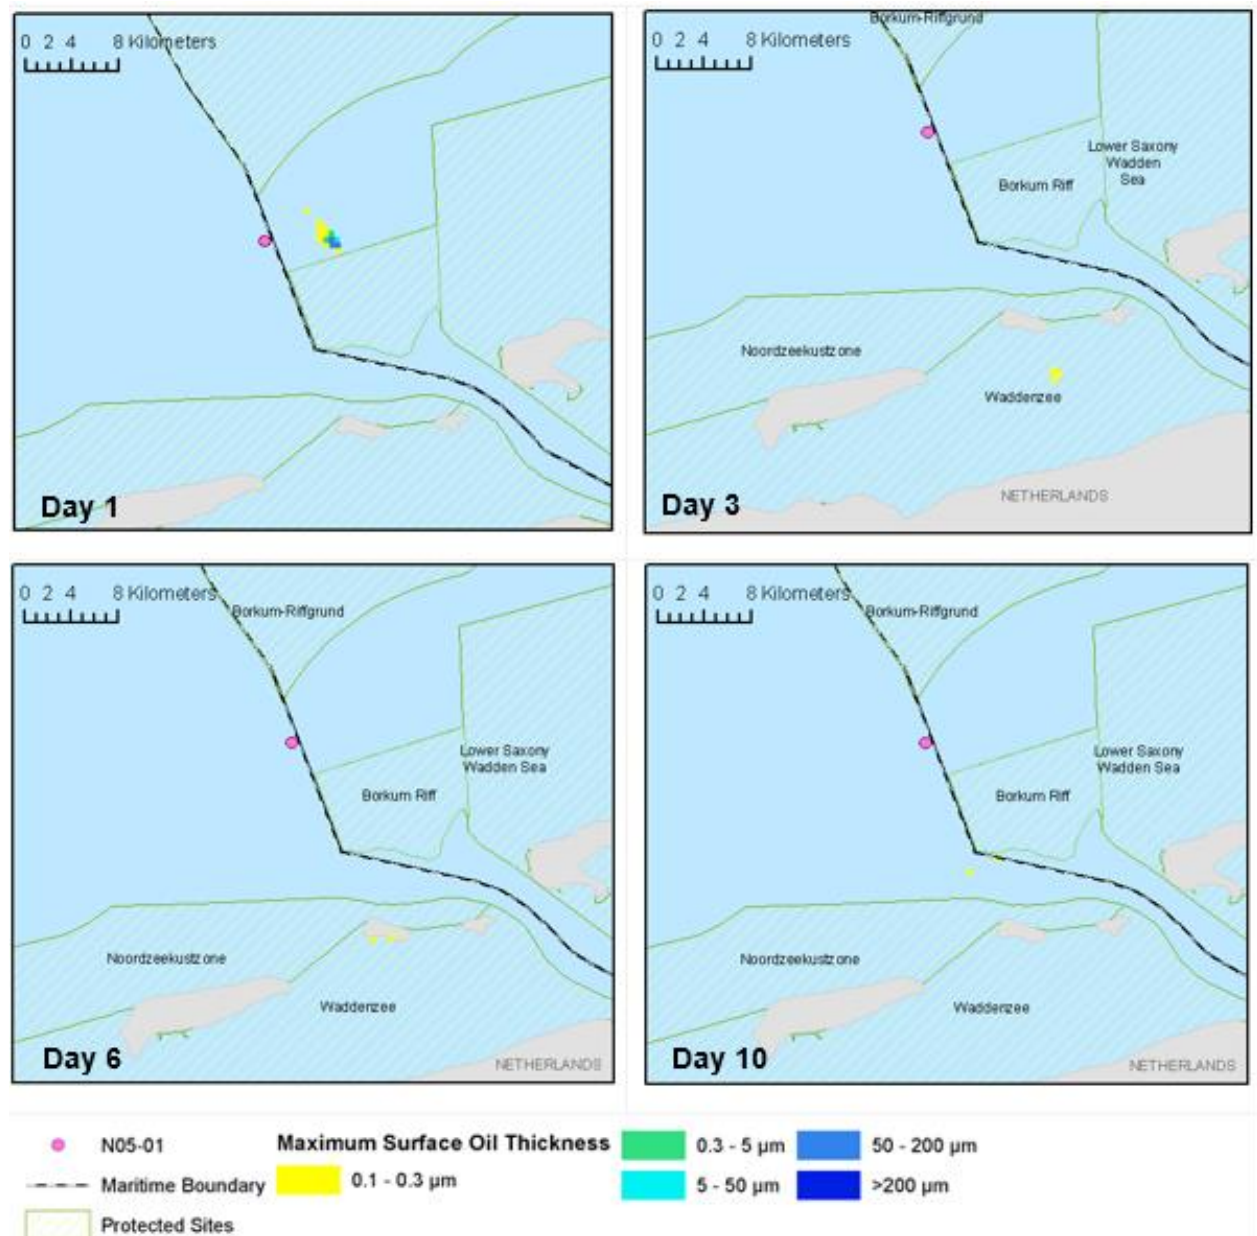 0 2 4 8 Kilometers
Day 1
0 2 4 8 Kilometers
Borkum-Riffgrund
Lower Saxony
Wadden
Sea
Borkum Riff
Noordzeekustzone
Waddenzee
NETHERLANDS
Day 3
0 2 4 8 Kilometers
Borkum-Riffgrund
Lower Saxony
Wadden Sea
Borkum Riff
Noordzeekustzone
Waddenzee
NETHERLANDS
Day 6
0 2 4 8 Kilometers
Borkum-Riffgrund
Lower Saxony
Wadden Sea
Borkum Riff
Noordzeekustzone
Waddenzee
NETHERLANDS
Day 10
N05-01
Maritime Boundary
Protected Sites
Maximum Surface Oil Thickness
0.1 - 0.3 µm
0.3 - 5 µm
5 - 50 µm
50 - 200 µm
>200 µm